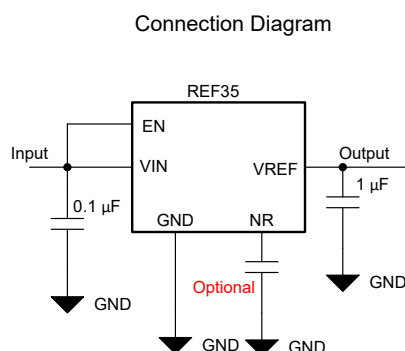 Connection Diagram
REF35
EN
Input
VIN
VREF
Output
0.1 µF
1 µF
GND
NR
Optional
GND
GND
GND
GND